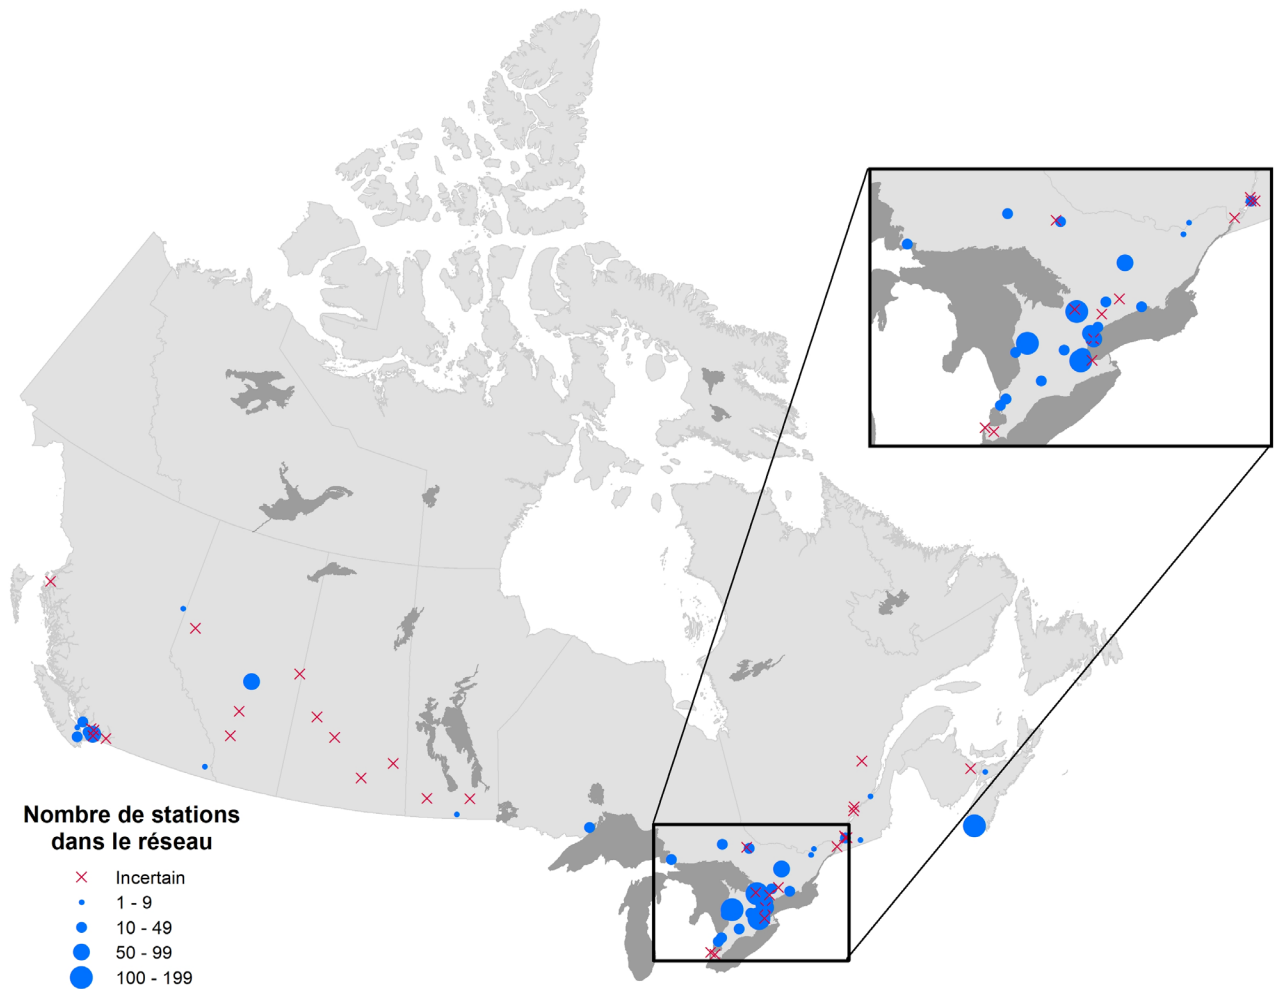 Nombre de stations
dans le réseau
Incertain
1 - 9
10 - 49
50 - 99
100 - 199